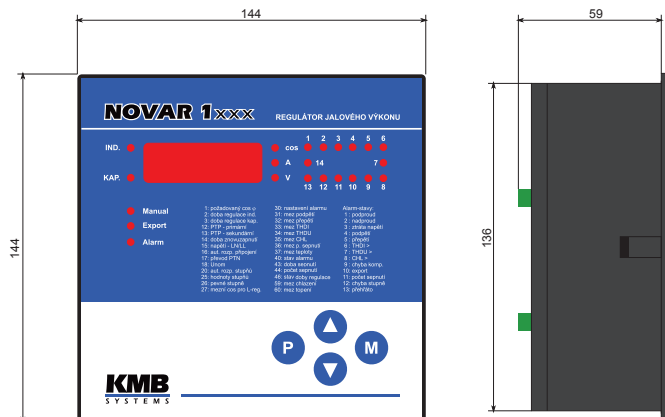 144
59
144
136
NOVAR 1xxx
REGULÁTOR JALOVÉHO VÝKONU
1 2 3 4 5 6
IND.
cos
A
14
7
KAP.
V
13 12 11 10 9 8
Manual
Export
Alarm
1: požadovaný cos φ
2: doba regulace ind.
3: doba regulace kap.
12: PTP - primární
13: PTP - sekundární
14: doba znovuzapnutí
15: napětí - LN/LL
16: aut. rozp. připojení
17: převod PTN
18: Unom
20: aut. rozp. stupňů
25: hodnoty stupňů
26: pevné stupně
27: mezní cos pro L-reg.
30: nastavení alarmu
31: mez podpětí
32: mez přepětí
33: mez THDI
34: mez THDU
35: mez CHL
36: mez p. sepnutí
37: mez teploty
40: stav alarmu
43: doba sepnutí
44: počet sepnutí
46: stav doby regulace
59: mez chlazení
60: mez topení
Alarm-stavy:
1 : podproud
2 : nadproud
3 : ztráta napětí
4 : podpětí
5 : přepětí
6 : THDI >
7 : THDU >
8 : CHL >
9 : chyba komp.
10: export
11: počet sepnutí
12: chyba stupně
13: přehřáto
P
M
KMB
SYSTEMS